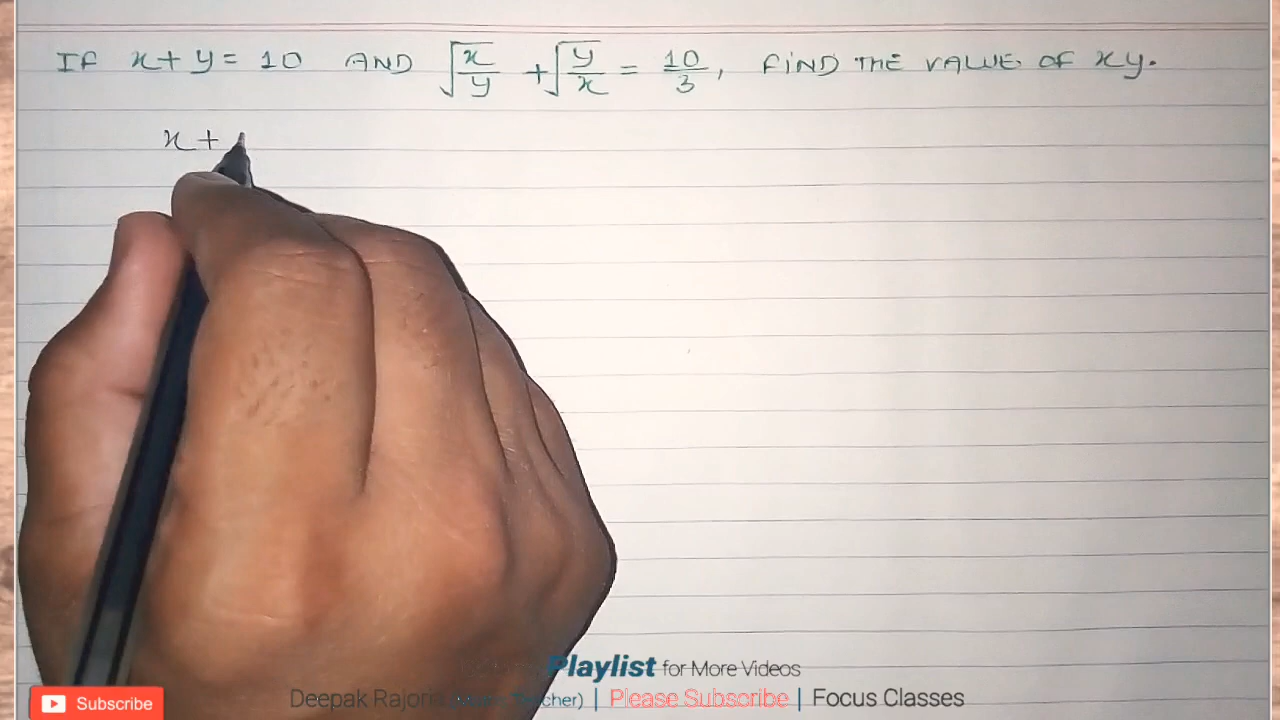 IF x + y = 10 AND √x/y + √y/x = 10/3, FIND THE VALUE OF xy.
x +
Playlist for More Videos
Deepak Rajoria | Please Subscribe | Focus Classes
Subscribe